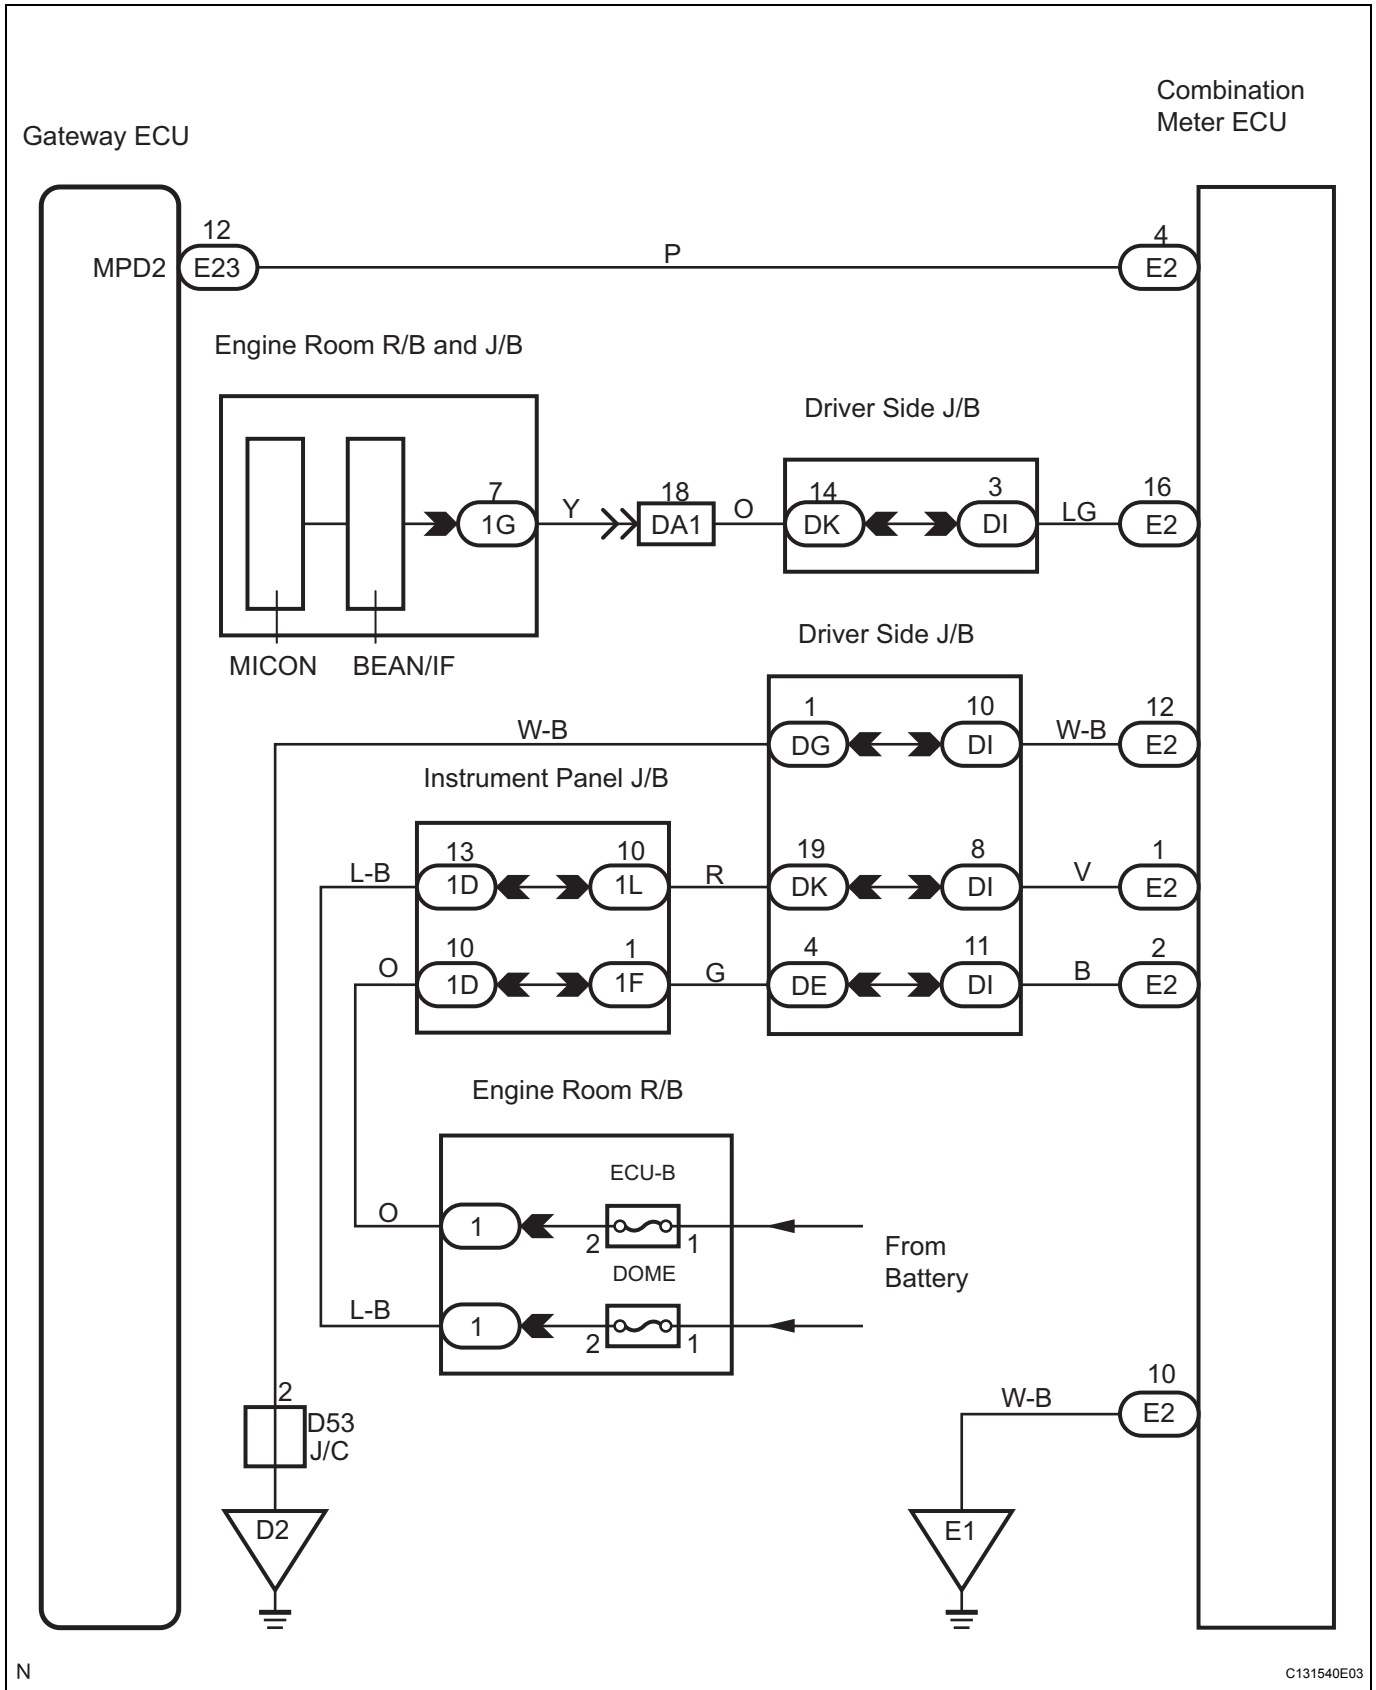 Combination
Meter ECU
Gateway ECU
12
4
MPD2
E23
P
E2
Engine Room R/B and J/B
Driver Side J/B
7
18
14
3
16
1G
Y
DA1
O
DK
DI
LG
E2
MICON
BEAN/IF
Driver Side J/B
1
10
12
W-B
DG
DI
W-B
E2
Instrument Panel J/B
13
10
19
8
1
L-B
1D
1L
R
DK
DI
V
E2
10
1
4
11
2
O
1D
1F
G
DE
DI
B
E2
Engine Room R/B
ECU-B
O
1
2
1
From
Battery
DOME
L-B
1
2
1
10
W-B
E2
2
D53
J/C
D2
E1
N
C131540E03